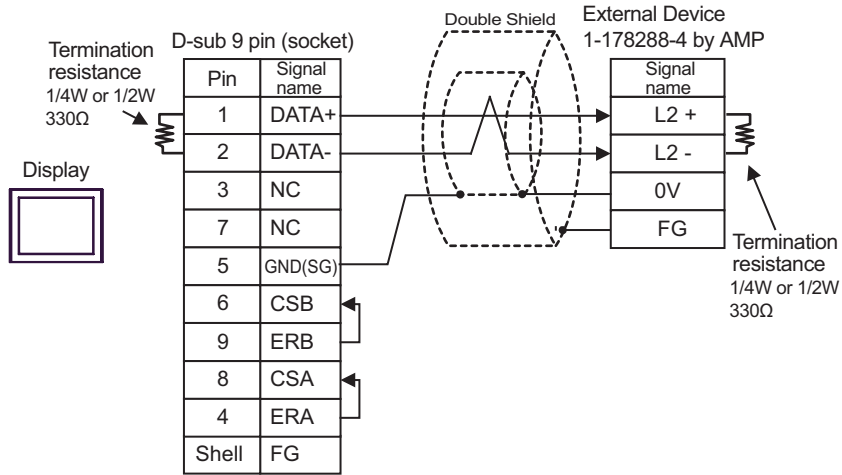 Double Shield
External Device
1-178288-4 by AMP
D-sub 9 pin (socket)
Termination
resistance
1/4W or 1/2W
330Ω
Display
Pin Signal name
1 DATA+
2 DATA-
3 NC
7 NC
5 GND(SG)
6 CSB
9 ERB
8 CSA
4 ERA
Shell FG
Signal name
L2 +
L2 -
0V
FG
Termination
resistance
1/4W or 1/2W
330Ω